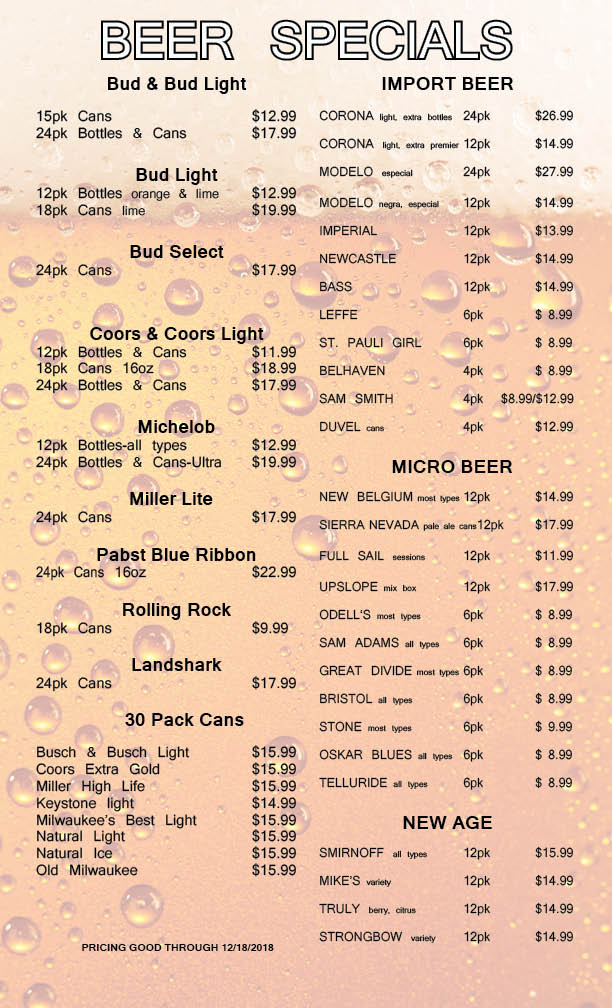 BEER SPECIALS
Bud & Bud Light
15pk Cans $12.99
24pk Bottles & Cans $17.99
Bud Light
12pk Bottles orange & lime $12.99
18pk Cans lime $19.99
Bud Select
24pk Cans $17.99
Coors & Coors Light
12pk Bottles & Cans $11.99
18pk Cans 16oz $18.99
24pk Bottles & Cans $17.99
Michelob
12pk Bottles-all types $12.99
24pk Bottles & Cans-Ultra $19.99
Miller Lite
24pk Cans $17.99
Pabst Blue Ribbon
24pk Cans 16oz $22.99
Rolling Rock
18pk Cans $9.99
Landshark
24pk Cans $17.99
30 Pack Cans
Busch & Busch Light $15.99
Coors Extra Gold $15.99
Miller High Life $15.99
Keystone light $14.99
Milwaukee's Best Light $15.99
Natural Light $15.99
Natural Ice $15.99
Old Milwaukee $15.99
PRICING GOOD THROUGH 12/18/2018
IMPORT BEER
CORONA light, extra bottles 24pk $26.99
CORONA light, extra premier 12pk $14.99
MODELO especial 24pk $27.99
MODELO negra, especial 12pk $14.99
IMPERIAL 12pk $13.99
NEWCASTLE 12pk $14.99
BASS 12pk $14.99
LEFFE 6pk $ 8.99
ST. PAULI GIRL 6pk $ 8.99
BELHAVEN 4pk $ 8.99
SAM SMITH 4pk $8.99/$12.99
DUVEL cans 4pk $12.99
MICRO BEER
NEW BELGIUM most types 12pk $14.99
SIERRA NEVADA pale ale cans 12pk $17.99
FULL SAIL sessions 12pk $11.99
UPSLOPE mix box 12pk $17.99
ODELL'S most types 6pk $ 8.99
SAM ADAMS all types 6pk $ 8.99
GREAT DIVIDE most types 6pk $ 8.99
BRISTOL all types 6pk $ 8.99
STONE most types 6pk $ 9.99
OSKAR BLUES all types 6pk $ 8.99
TELLURIDE all types 6pk $ 8.99
NEW AGE
SMIRNOFF all types 12pk $15.99
MIKE'S variety 12pk $14.99
TRULY berry, citrus 12pk $14.99
STRONGBOW variety 12pk $14.99